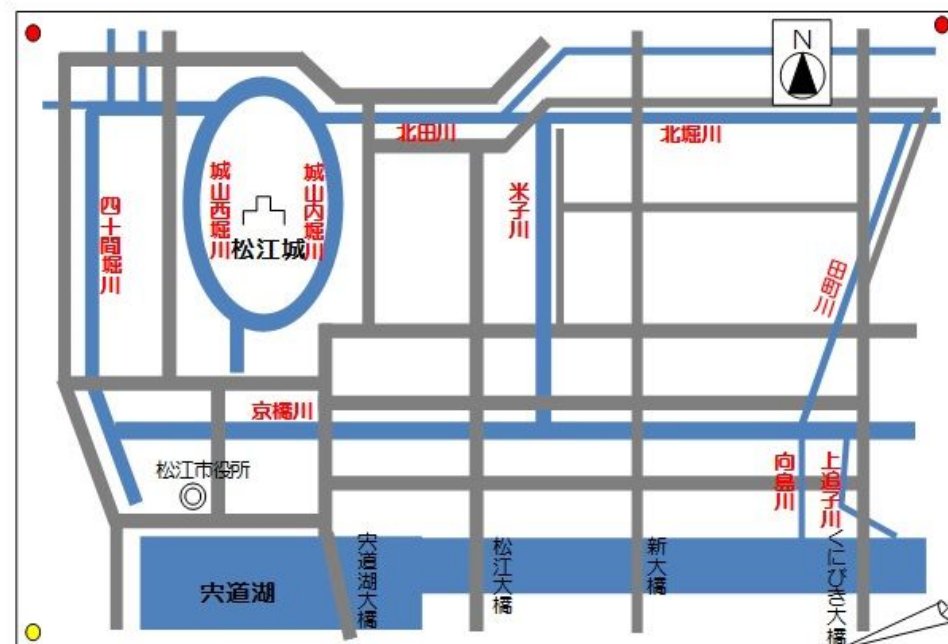 N
北田川
北堀川
城山西堀川
城山内堀川
米子川
四十間堀川
松江城
田町川
京橋川
松江市役所
向島川
上追子川
宍道湖
宍道湖大橋
松江大橋
新大橋
くにびき大橋